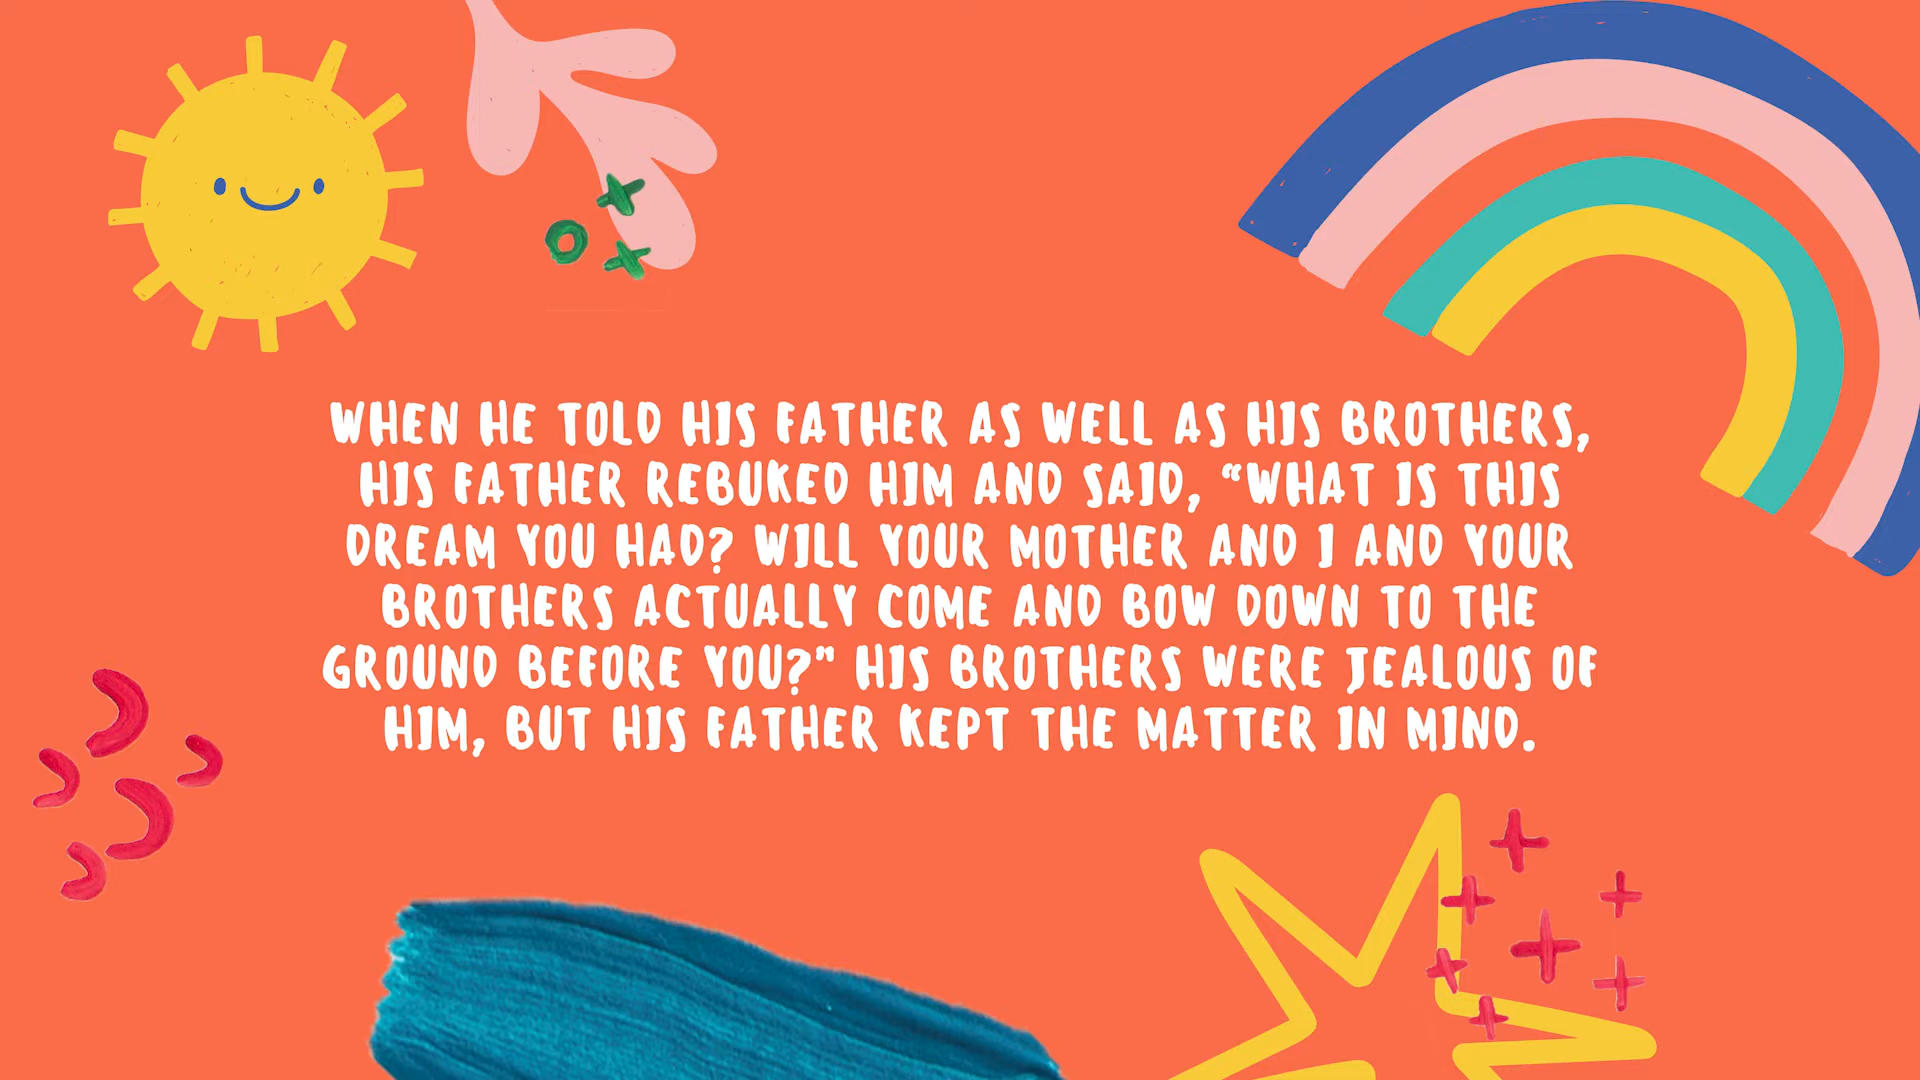 WHEN HE TOLD HIS FATHER AS WELL AS HIS BROTHERS,
HIS FATHER REBUKED HIM AND SAID, “WHAT IS THIS
DREAM YOU HAD? WILL YOUR MOTHER AND I AND YOUR
BROTHERS ACTUALLY COME AND BOW DOWN TO THE
GROUND BEFORE YOU?” HIS BROTHERS WERE JEALOUS OF
HIM, BUT HIS FATHER KEPT THE MATTER IN MIND.